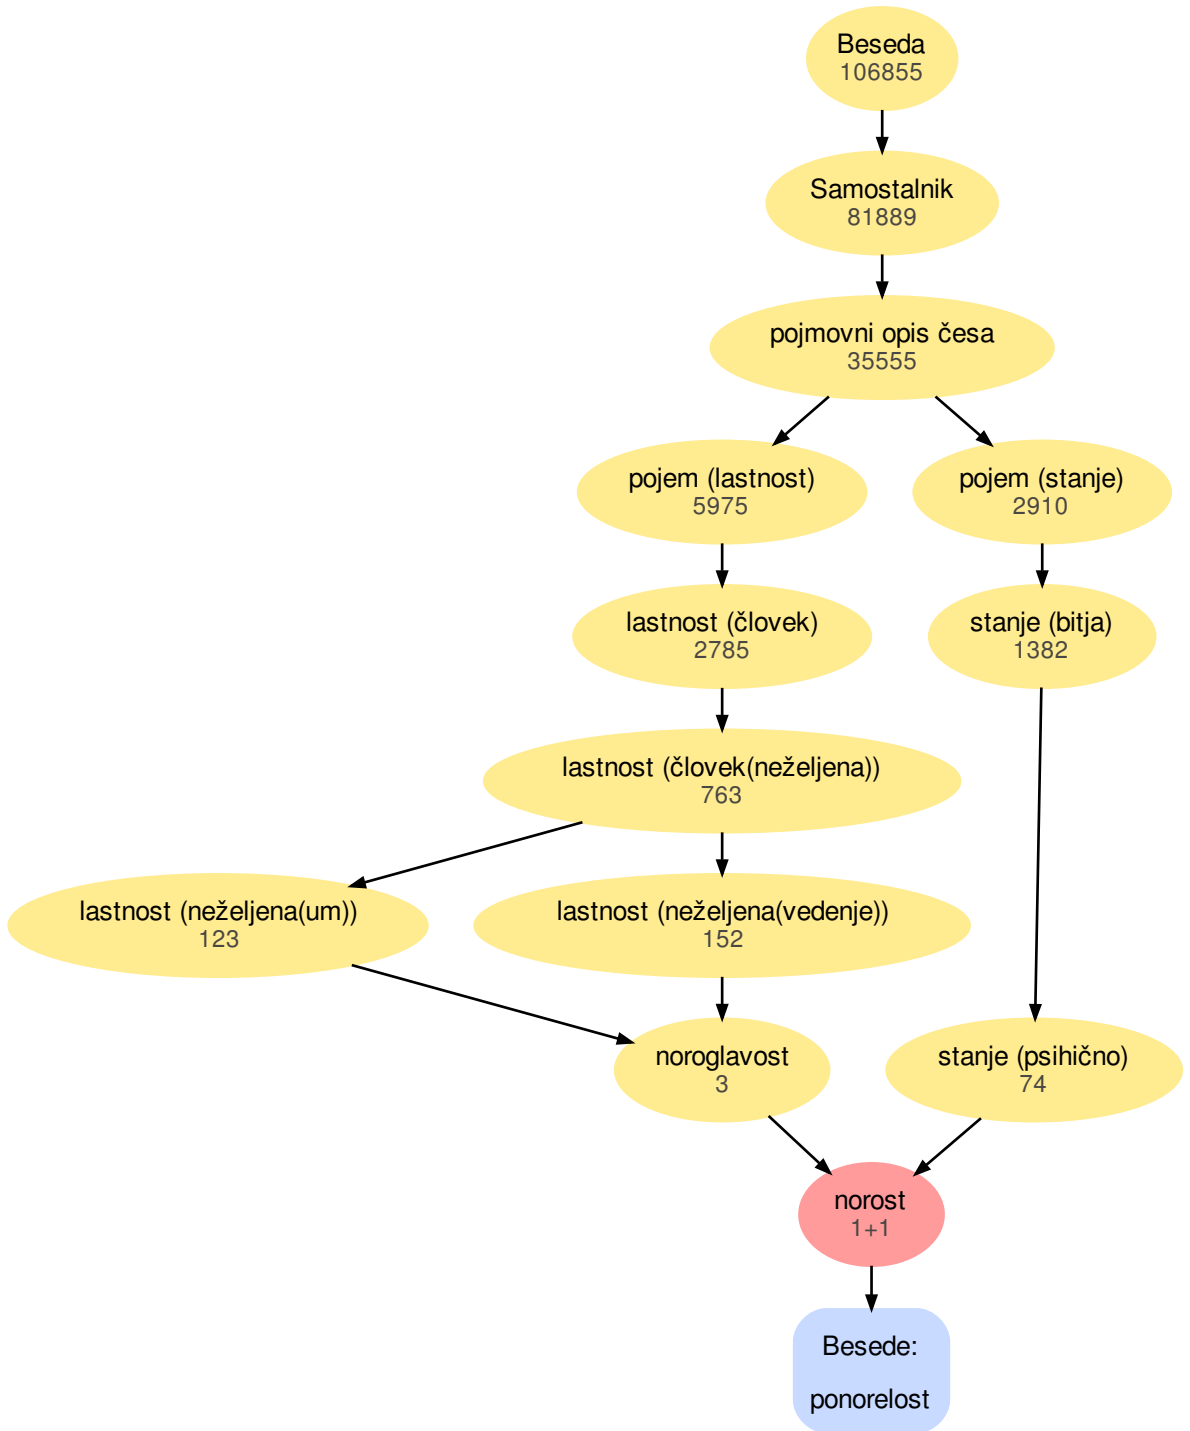 Beseda
106855
Samostalnik
81889
pojmovni opis česa
35555
pojem (lastnost)
5975
pojem (stanje)
2910
lastnost (človek)
2785
stanje (bitja)
1382
lastnost (človek(neželjena))
763
lastnost (neželjena(um))
123
lastnost (neželjena(vedenje))
152
noroglavost
3
stanje (psihično)
74
norost
1+1
Besede:
ponorelost